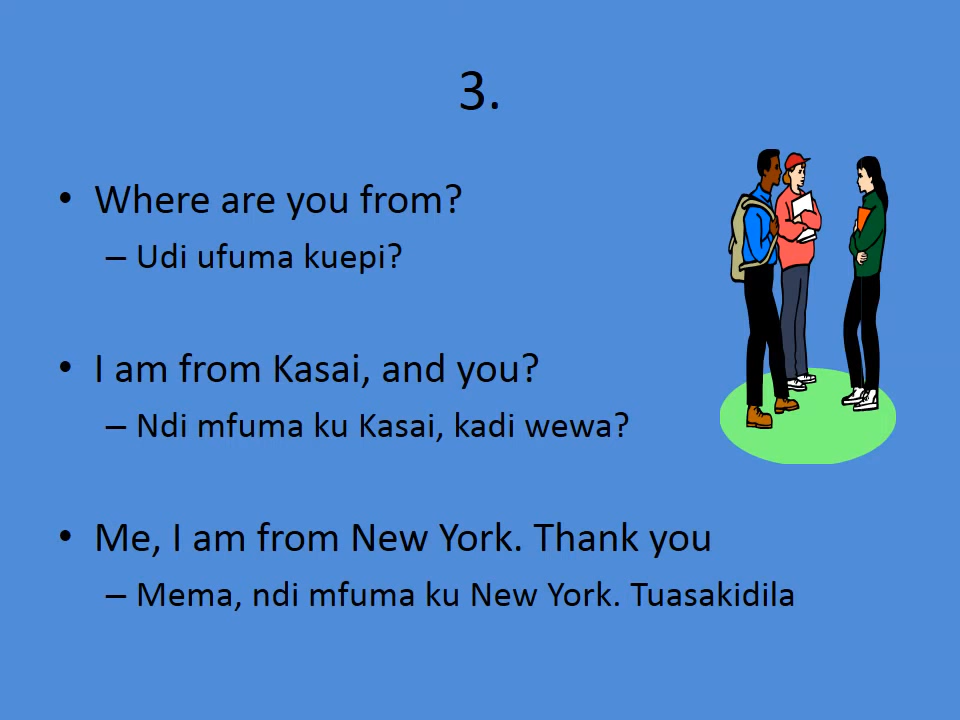 3.
• Where are you from?
– Udi ufuma kuepi?
• I am from Kasai, and you?
– Ndi mfuma ku Kasai, kadi wewa?
• Me, I am from New York. Thank you
– Mema, ndi mfuma ku New York. Tuasakidila